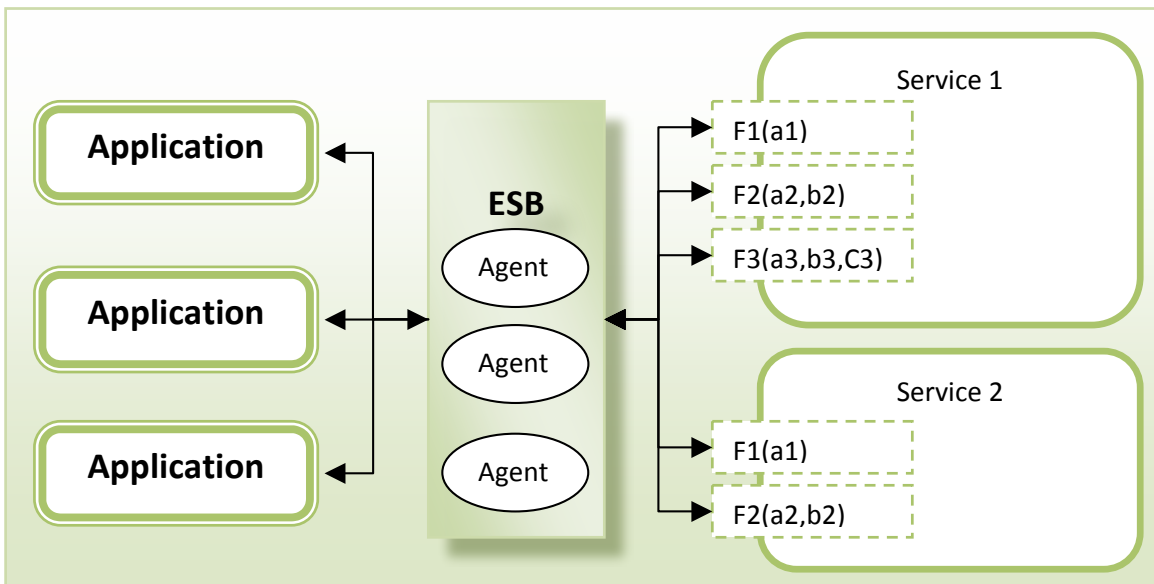 Application
Application
Application
ESB
Agent
Agent
Agent
Service 1
F1(a1)
F2(a2,b2)
F3(a3,b3,C3)
Service 2
F1(a1)
F2(a2,b2)